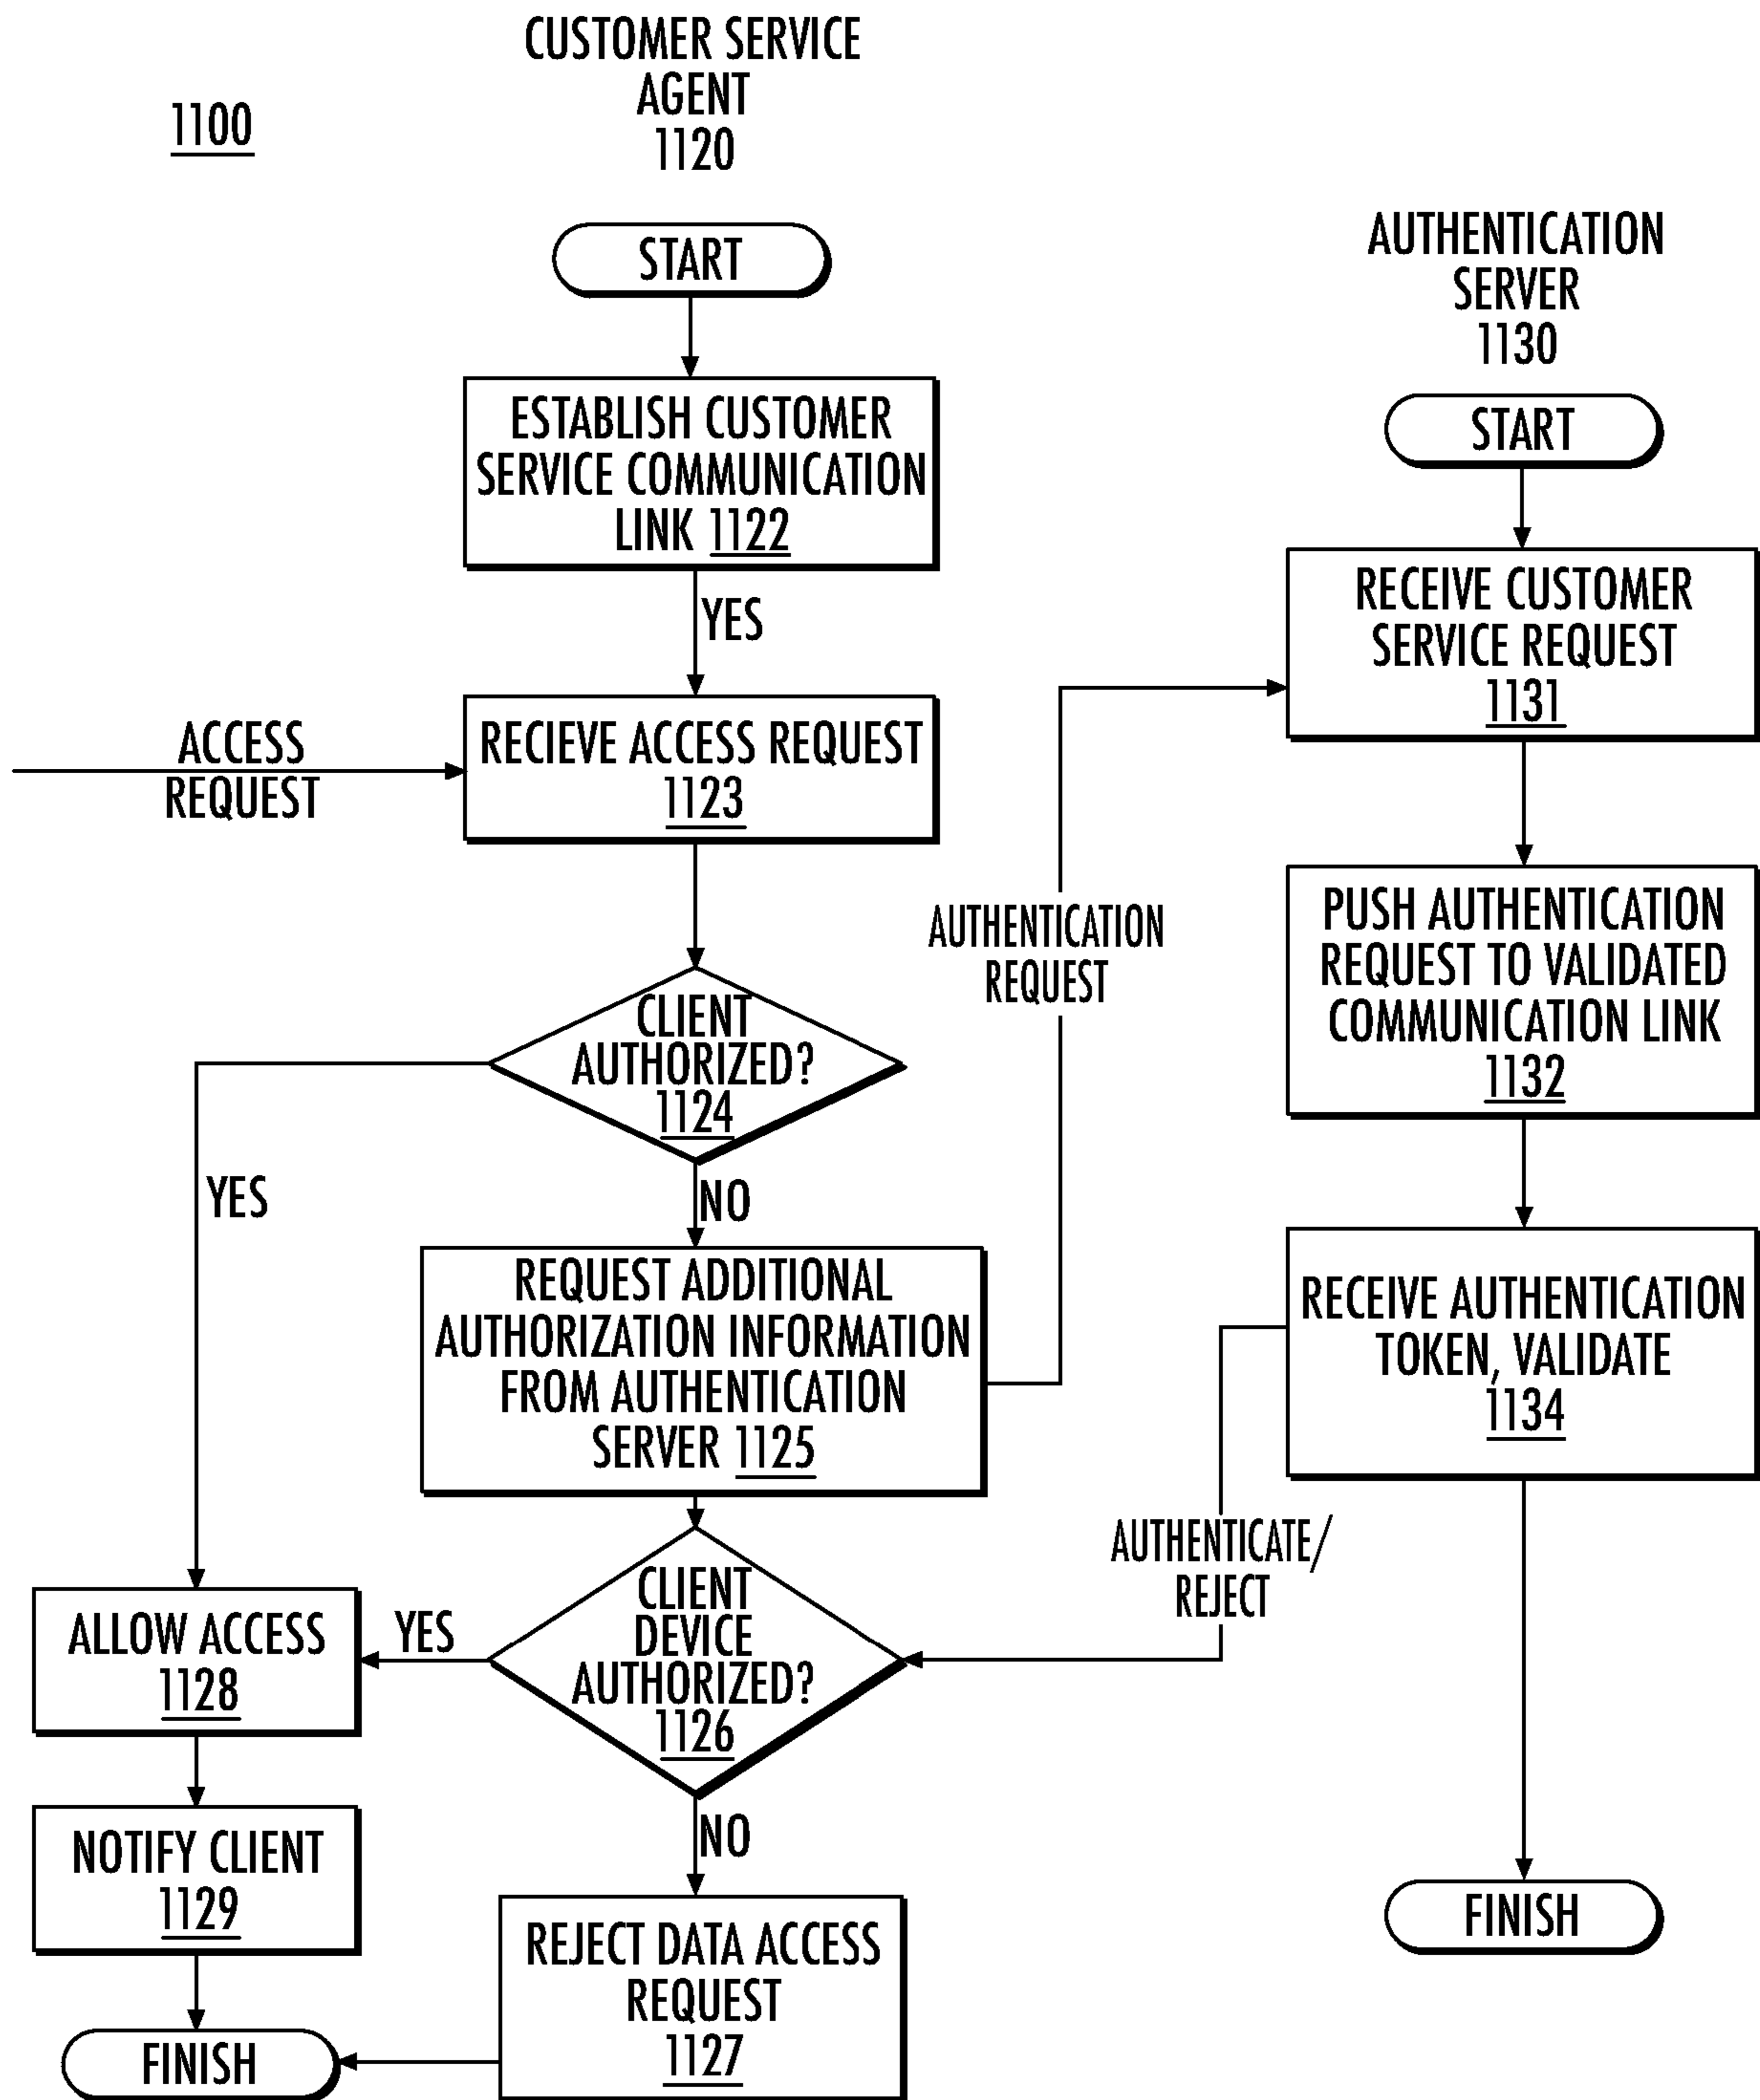 1100
CUSTOMER SERVICE
AGENT
1120
START
ESTABLISH CUSTOMER
SERVICE COMMUNICATION
LINK 1122
YES
ACCESS
REQUEST
RECIEVE ACCESS REQUEST
1123
CLIENT
AUTHORIZED?
1124
YES
NO
REQUEST ADDITIONAL
AUTHORIZATION INFORMATION
FROM AUTHENTICATION
SERVER 1125
CLIENT
DEVICE
AUTHORIZED?
1126
YES
ALLOW ACCESS
1128
NOTIFY CLIENT
1129
NO
REJECT DATA ACCESS
REQUEST
1127
FINISH
AUTHENTICATION
REQUEST
AUTHENTICATE/
REJECT
AUTHENTICATION
SERVER
1130
START
RECEIVE CUSTOMER
SERVICE REQUEST
1131
PUSH AUTHENTICATION
REQUEST TO VALIDATED
COMMUNICATION LINK
1132
RECEIVE AUTHENTICATION
TOKEN, VALIDATE
1134
FINISH